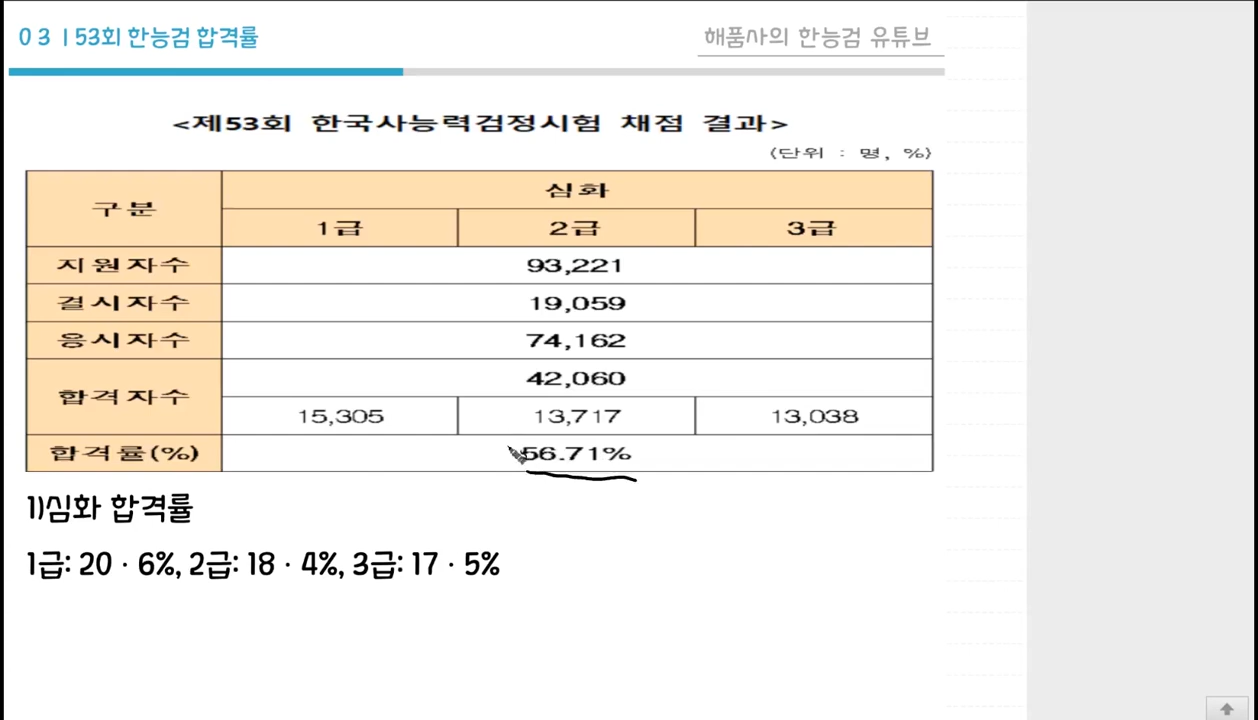 03 | 53회 한능검 합격률
해품사의 한능검 유튜브
<제53회 한국사능력검정시험 채점 결과>
(단위 : 명, %)
구분
심화
1급 2급 3급
지원자수 93,221
결시자수 19,059
응시자수 74,162
합격자수 42,060
15,305 13,717 13,038
합격률(%) 56.71%
1)심화 합격률
1급: 20 · 6%, 2급: 18 · 4%, 3급: 17 · 5%